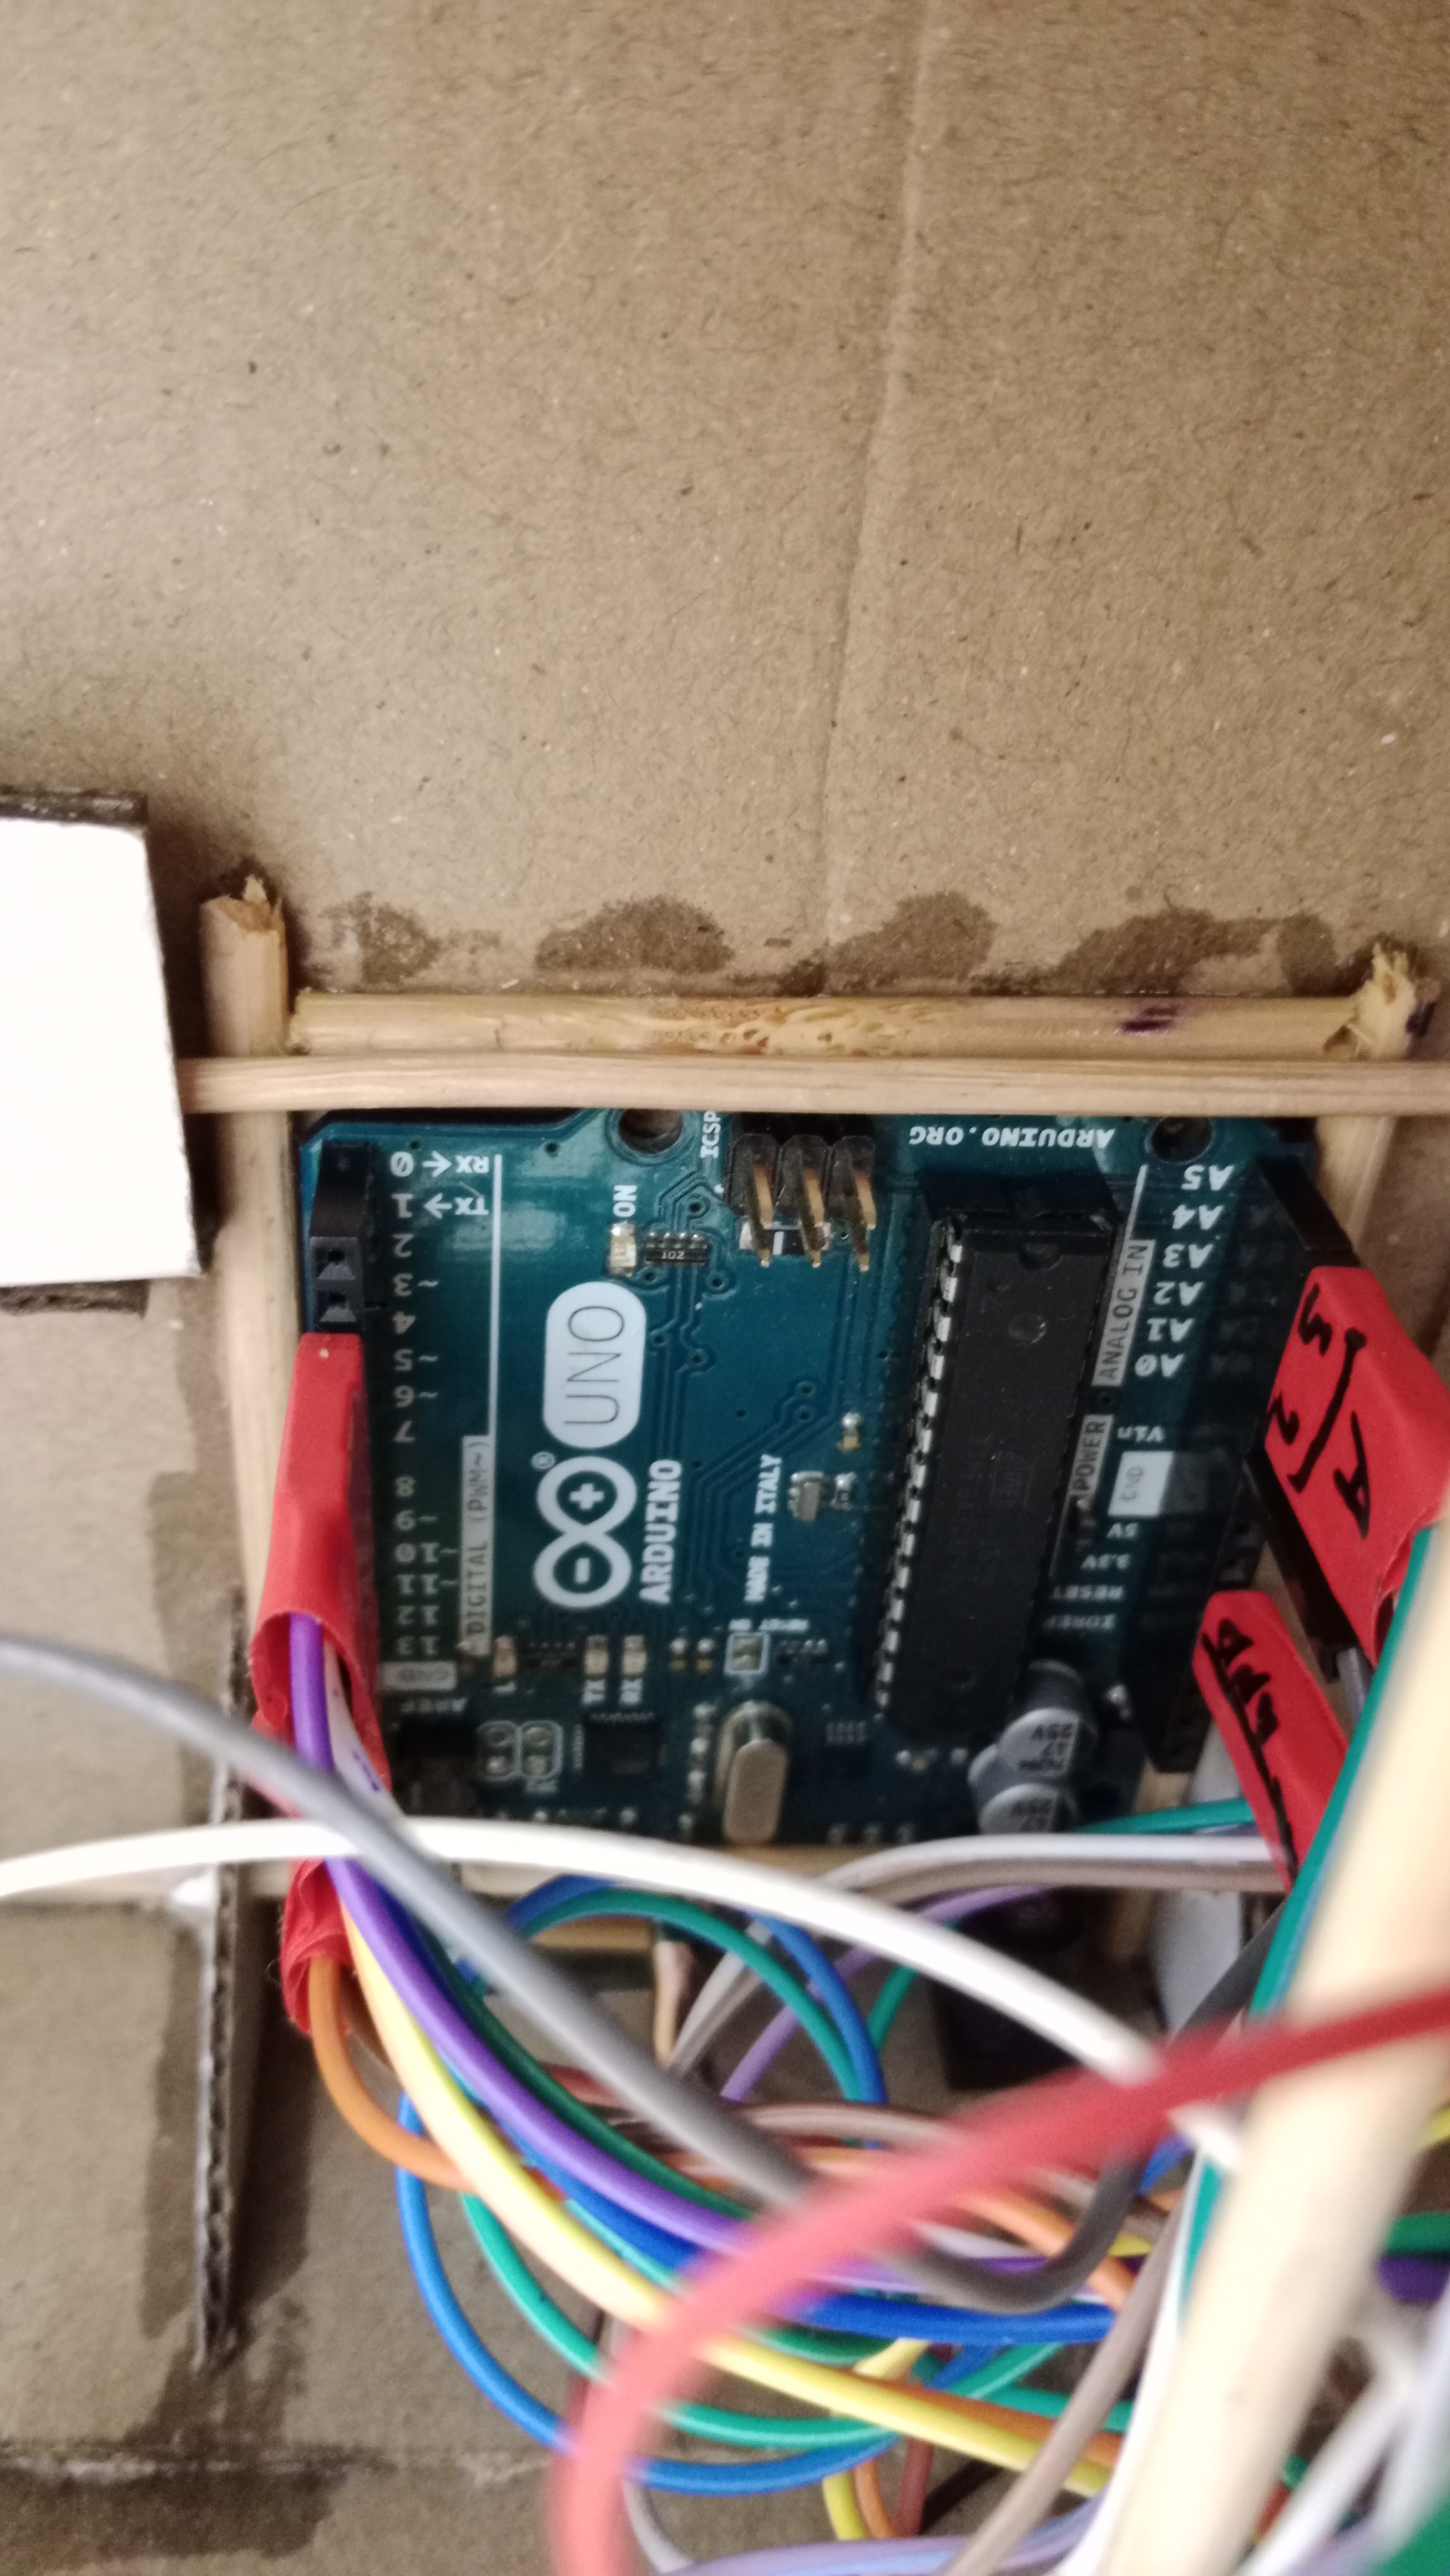 RX←0
TX→1
2
~3
4
~5
~6
7
8
~9
~10
~11
12
13
AREF
DIGITAL (PWM~)
L
TX
RX
ON
102
ICSP
UNO
ARDUINO
MADE IN ITALY
ARDUINO.ORG
A5
A4
A3
A2
A1
A0
ANALOG IN
Vin
GND
5V
3.3V
RESET
IOREF
POWER